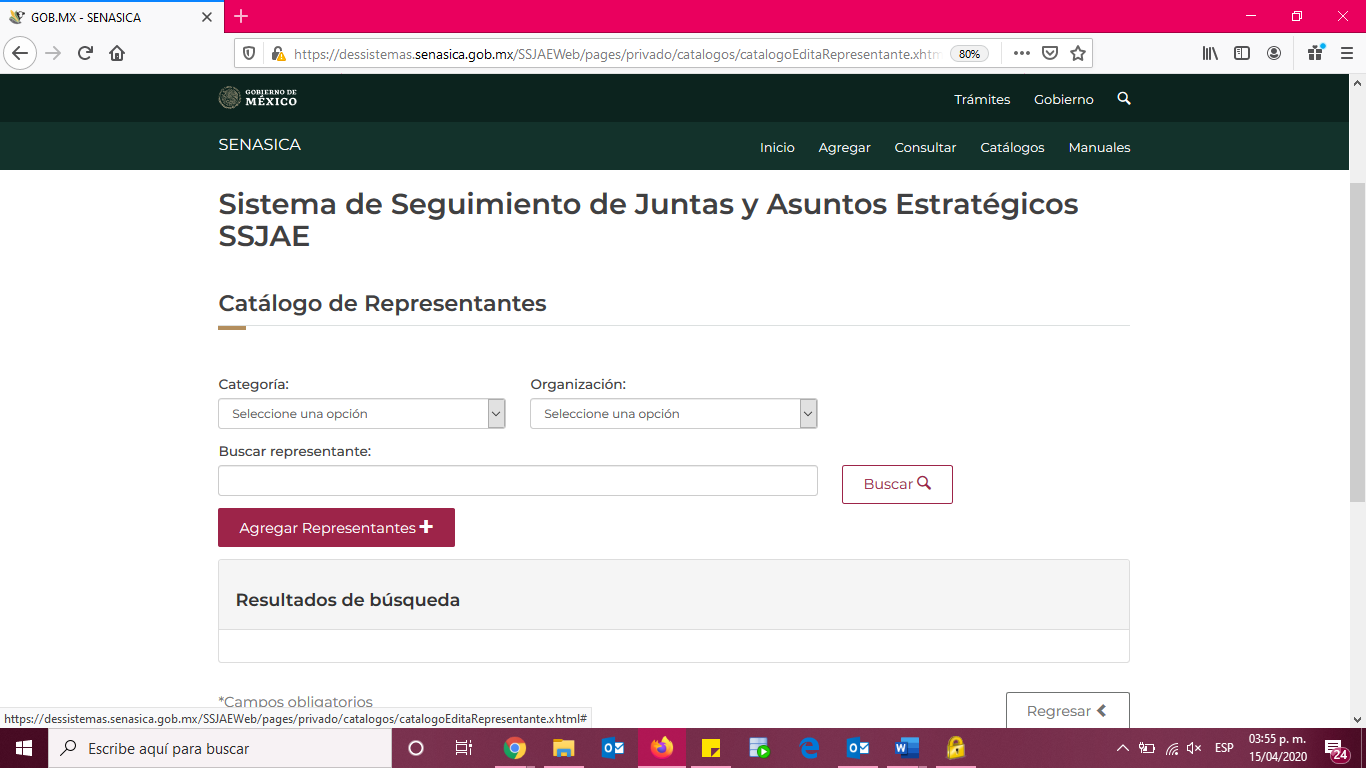 GOB.MX - SENASICA
https://dessistemas.senasica.gob.mx/SSJAEWeb/pages/privado/catalogos/catalogoEditaRepresentante.xhtm
80%
GOBIERNO DE
MÉXICO
Trámites
Gobierno
SENASICA
Inicio
Agregar
Consultar
Catálogos
Manuales
Sistema de Seguimiento de Juntas y Asuntos Estratégicos
SSJAE
Catálogo de Representantes
Categoría:
Organización:
Seleccione una opción
Seleccione una opción
Buscar representante:
Buscar
Agregar Representantes
Resultados de búsqueda
*Campos obligatorios
Regresar
https://dessistemas.senasica.gob.mx/SSJAEWeb/pages/privado/catalogos/catalogoEditaRepresentante.xhtml#
Escribe aquí para buscar
ESP
03:55 p. m.
15/04/2020
24